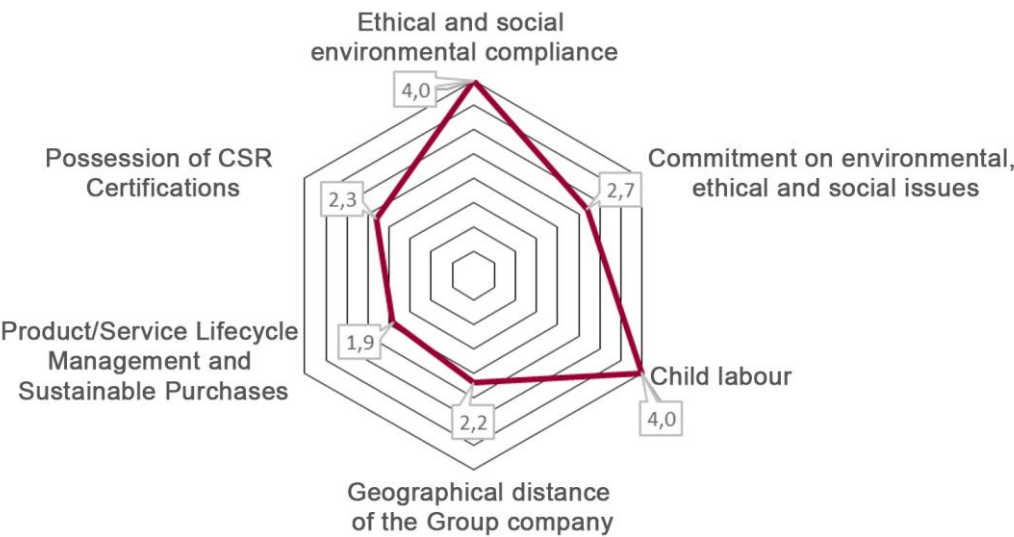 Ethical and social
environmental compliance
4,0
Possession of CSR
Certifications
2,3
Commitment on environmental,
ethical and social issues
2,7
Product/Service Lifecycle
Management and
Sustainable Purchases
1,9
Child labour
4,0
2,2
Geographical distance
of the Group company